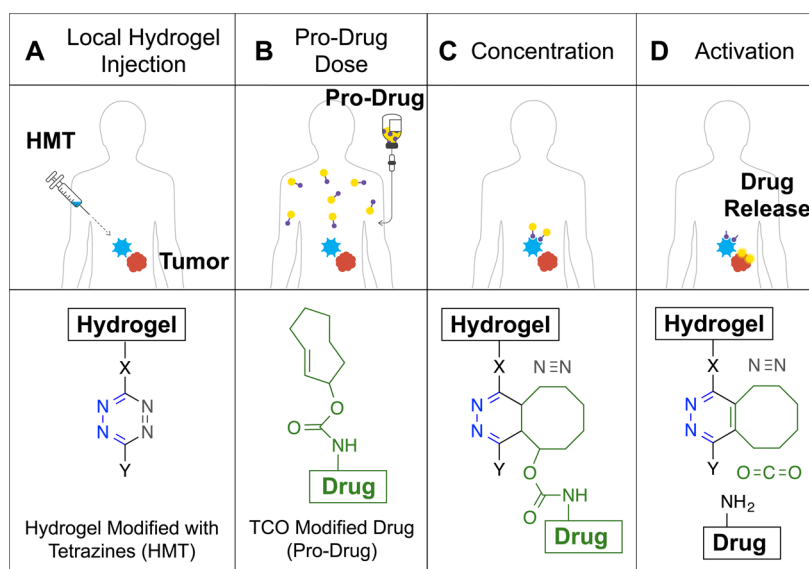 A Local Hydrogel
Injection
B Pro-Drug
Dose
C Concentration
D Activation
HMT
Tumor
Pro-Drug
Drug
Release
Hydrogel
X
N N
N N
Y
Hydrogel Modified with
Tetrazines (HMT)
O
O
NH
Drug
TCO Modified Drug
(Pro-Drug)
Hydrogel
X
N≡N
N
N
Y
O
O
NH
Drug
Hydrogel
X
N≡N
N
N
Y
O=C=O
NH2
Drug